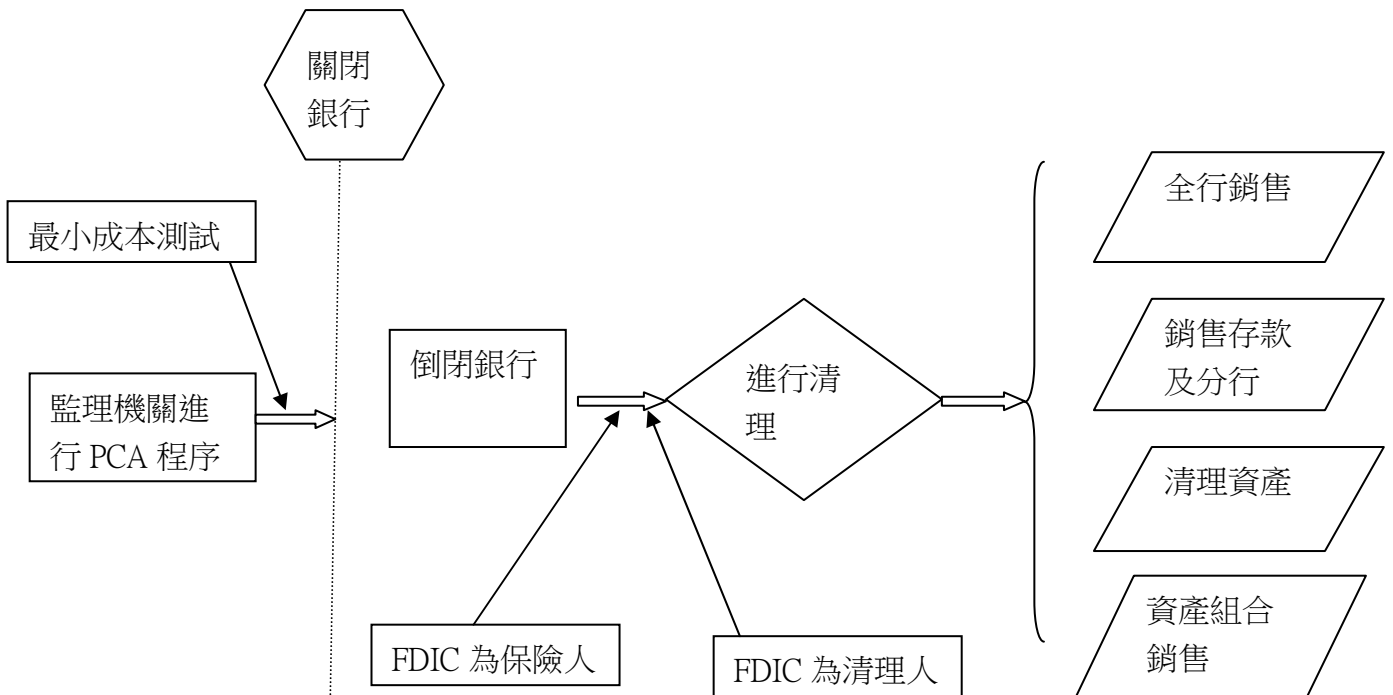 關閉
銀行
最小成本測試
監理機關進
行 PCA 程序
倒閉銀行
進行清
理
FDIC 為保險人
FDIC 為清理人
全行銷售
銷售存款
及分行
清理資產
資產組合
銷售